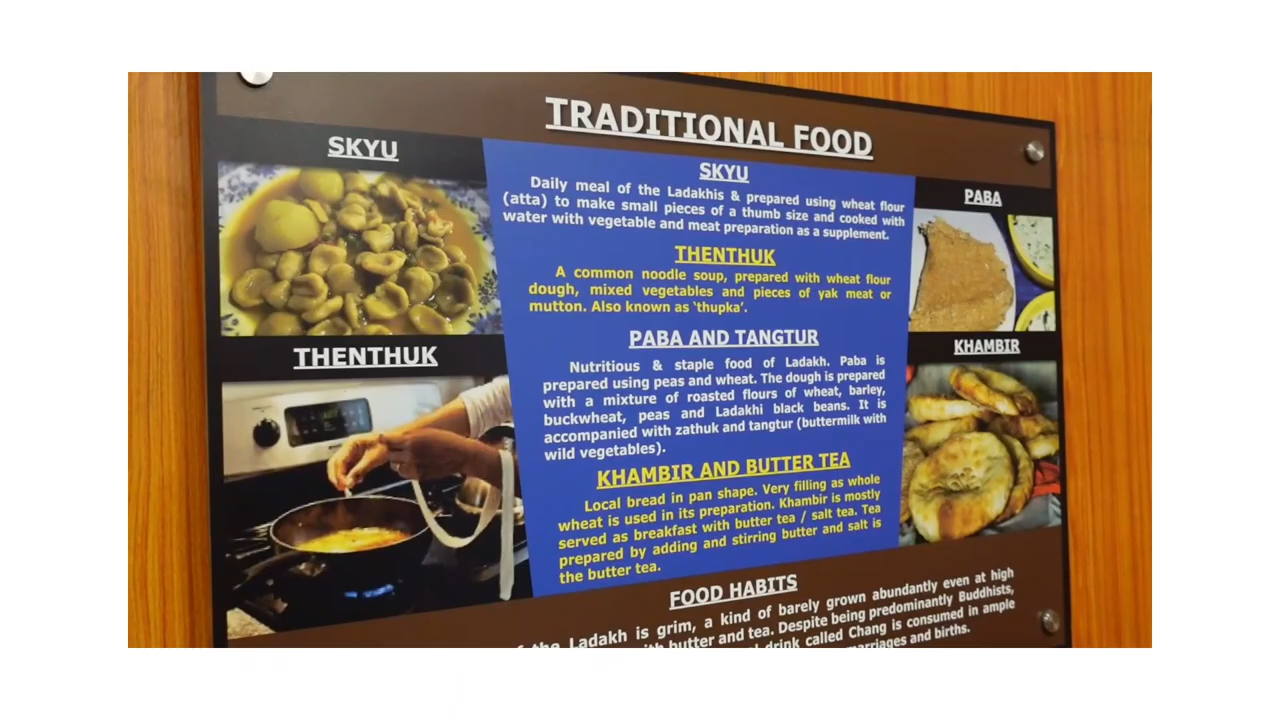 TRADITIONAL FOOD
SKYU
SKYU
Daily meal of the Ladakhis & prepared using wheat flour
(atta) to make small pieces of a thumb size and cooked with
water with vegetable and meat preparation as a supplement.
THENTHUK
A common noodle soup, prepared with wheat flour
dough, mixed vegetables and pieces of yak meat or
mutton. Also known as 'thupka'.
THENTHUK
PABA AND TANGTUR
Nutritious & staple food of Ladakh. Paba is
prepared using peas and wheat. The dough is prepared
with a mixture of roasted flours of wheat, barley,
buckwheat, peas and Ladakhi black beans. It is
accompanied with zathuk and tangtur (buttermilk with
wild vegetables).
KHAMBIR AND BUTTER TEA
Local bread in pan shape. Very filling as whole
wheat is used in its preparation. Khambir is mostly
served as breakfast with butter tea / salt tea. Tea
prepared by adding and stirring butter and salt is
the butter tea.
PABA
KHAMBIR
FOOD HABITS
the Ladakh is grim, a kind of barely grown abundantly even at high
butter and tea. Despite being predominantly Buddhists,
drink called Chang is consumed in ample
marriages and births.